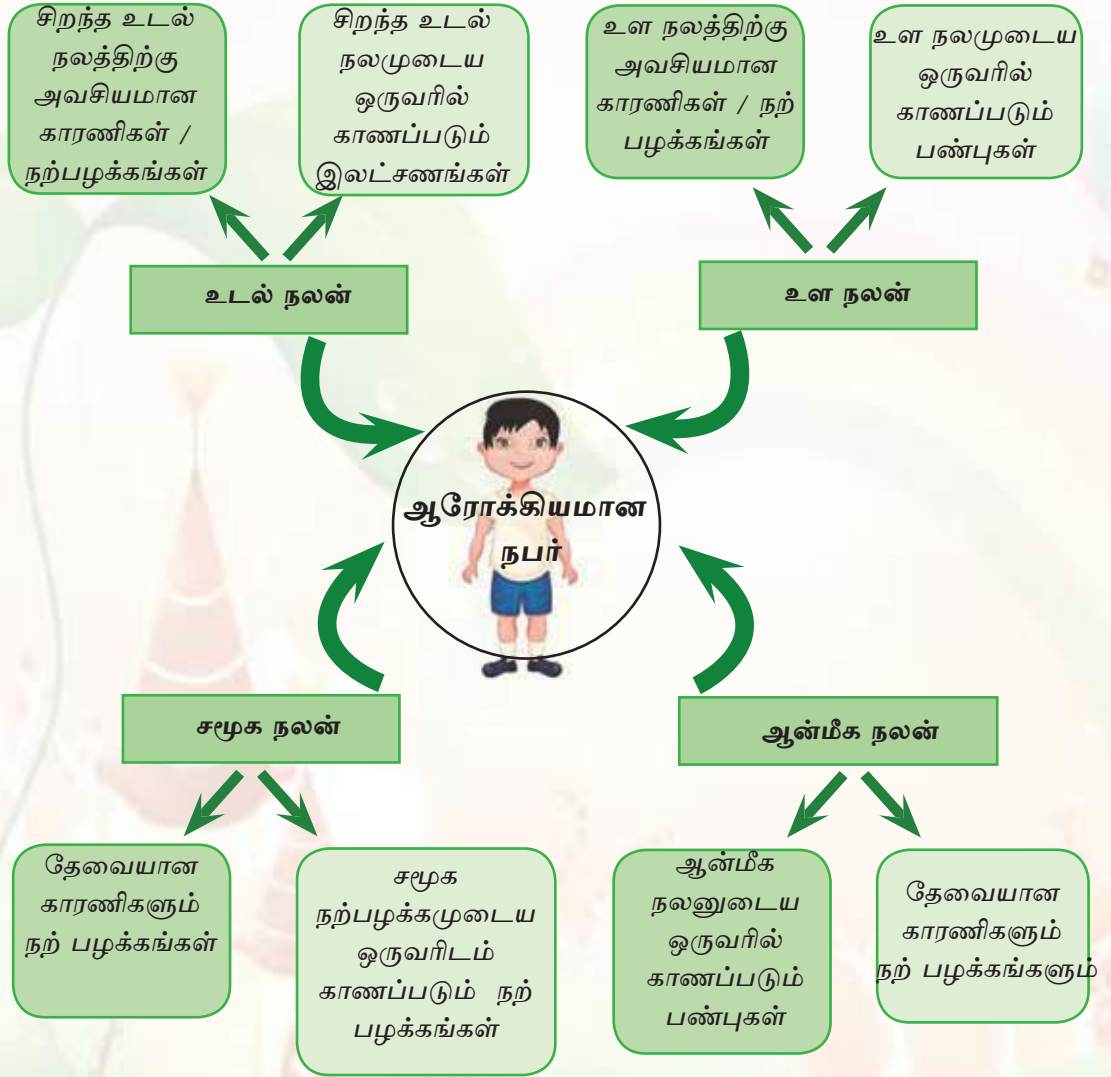 சிறந்த உடல்
நலத்திற்கு
அவசியமான
காரணிகள் /
நற்பழக்கங்கள்
சிறந்த உடல்
நலமுடைய
ஒருவரில்
காணப்படும்
இலட்சணங்கள்
உள நலத்திற்கு
அவசியமான
காரணிகள் / நற்
பழக்கங்கள்
உள நலமுடைய
ஒருவரில்
காணப்படும்
பண்புகள்
உடல் நலன்
உள நலன்
ஆரோக்கியமான
நபர்
சமூக நலன்
ஆன்மீக நலன்
தேவையான
காரணிகளும்
நற் பழக்கங்கள்
சமூக
நற்பழக்கமுடைய
ஒருவரிடம்
காணப்படும் நற்
பழக்கங்கள்
ஆன்மீக
நலனுடைய
ஒருவரில்
காணப்படும்
பண்புகள்
தேவையான
காரணிகளும்
நற் பழக்கங்களும்